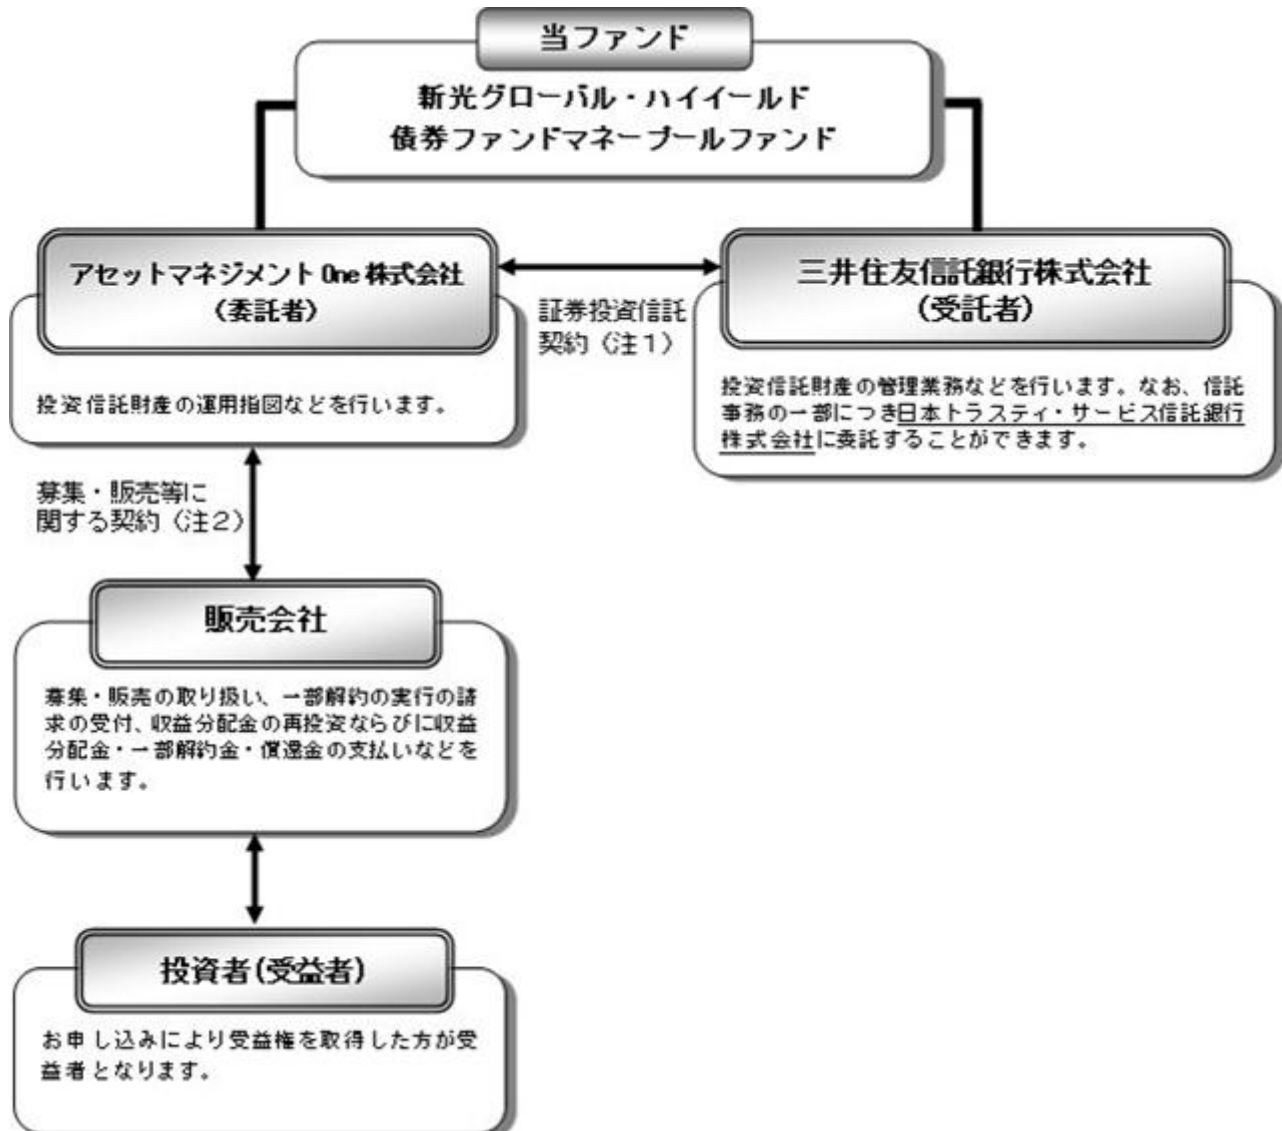 当ファンド
新光グローバル・ハイイールド
債券ファンドマネープールファンド
アセットマネジメント One 株式会社
（委託者）
投資信託財産の運用指図などを行います。
証券投資信託
契約（注１）
三井住友信託銀行株式会社
（受託者）
投資信託財産の管理業務などを行います。なお、信託
事務の一部につき日本トラスティ・サービス信託銀行
株式会社に委託することができます。
募集・販売等に
関する契約（注２）
販売会社
募集・販売の取り扱い、一部解約の実行の請
求の受付、収益分配金の再投資ならびに収益
分配金・一部解約金・償還金の支払いなどを
行います。
投資者(受益者)
お申し込みにより受益権を取得した方が受
益者となります。